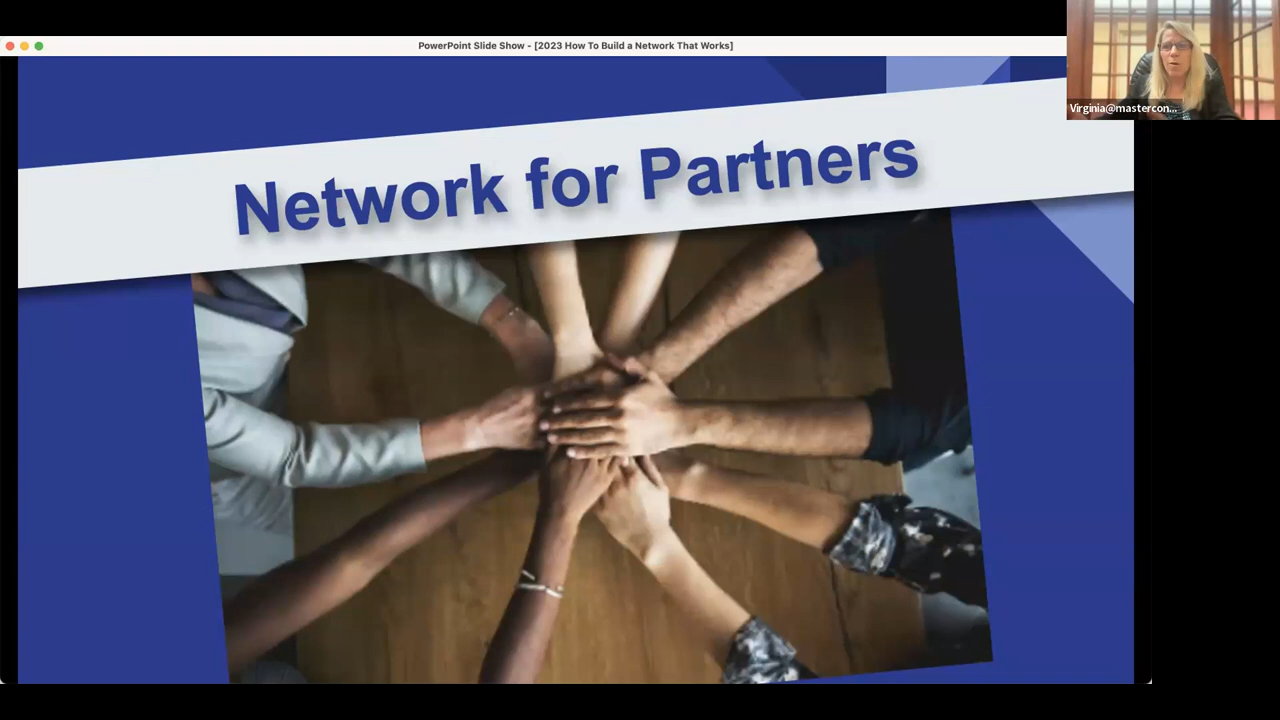 PowerPoint Slide Show - [2023 How To Build a Network That Works]
Virginia@mastercon...
Network for Partners